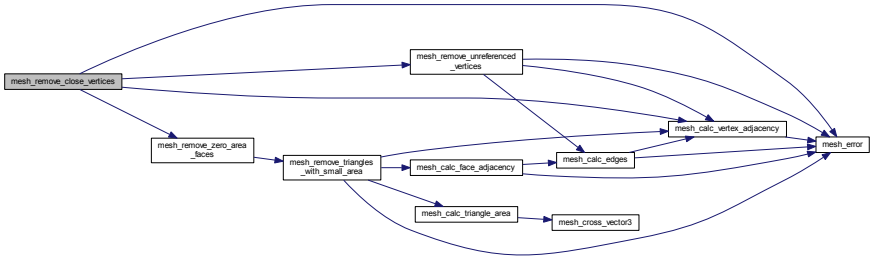 mesh_remove_close_vertices
mesh_remove_unreferenced
_vertices
mesh_remove_zero_area
_faces
mesh_remove_triangles
_with_small_area
mesh_calc_face_adjacency
mesh_calc_triangle_area
mesh_calc_edges
mesh_cross_vector3
mesh_calc_vertex_adjacency
mesh_error